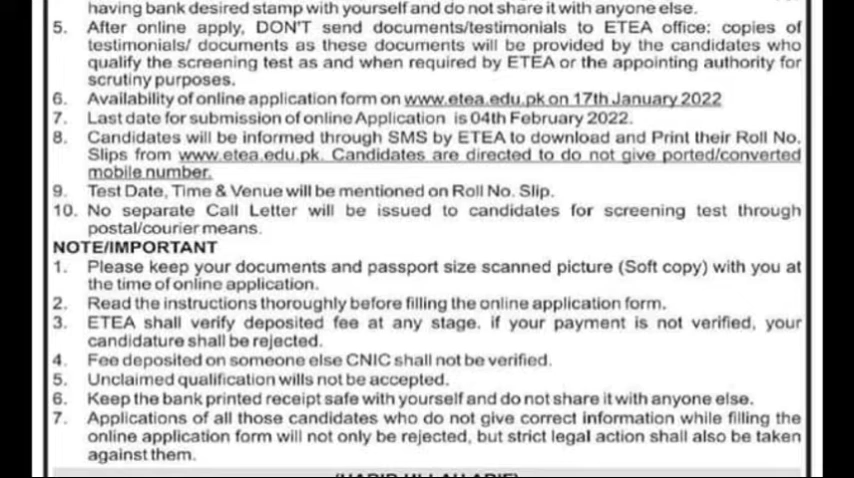 having bank desired stamp with yourself and do not share it with anyone else.
5. After online apply, DON'T send documents/testimonials to ETEA office; copies of
testimonials/ documents as these documents will be provided by the candidates who
qualify the screening test as and when required by ETEA or the appointing authority for
scrutiny purposes.
6. Availability of online application form on www.etea.edu.pk on 17th January 2022
7. Last date for submission of online Application is 04th February 2022.
8. Candidates will be informed through SMS by ETEA to download and Print their Roll No.
Slips from www.etea.edu.pk. Candidates are directed to do not give ported/converted
mobile number.
9. Test Date, Time & Venue will be mentioned on Roll No. Slip.
10. No separate Call Letter will be issued to candidates for screening test through
postal/courier means.
NOTE/IMPORTANT
1. Please keep your documents and passport size scanned picture (Soft copy) with you at
the time of online application.
2. Read the instructions thoroughly before filling the online application form.
3. ETEA shall verify deposited fee at any stage. if your payment is not verified, your
candidature shall be rejected.
4. Fee deposited on someone else CNIC shall not be verified.
5. Unclaimed qualification wills not be accepted.
6. Keep the bank printed receipt safe with yourself and do not share it with anyone else.
7. Applications of all those candidates who do not give correct information while filling the
online application form will not only be rejected, but strict legal action shall also be taken
against them.